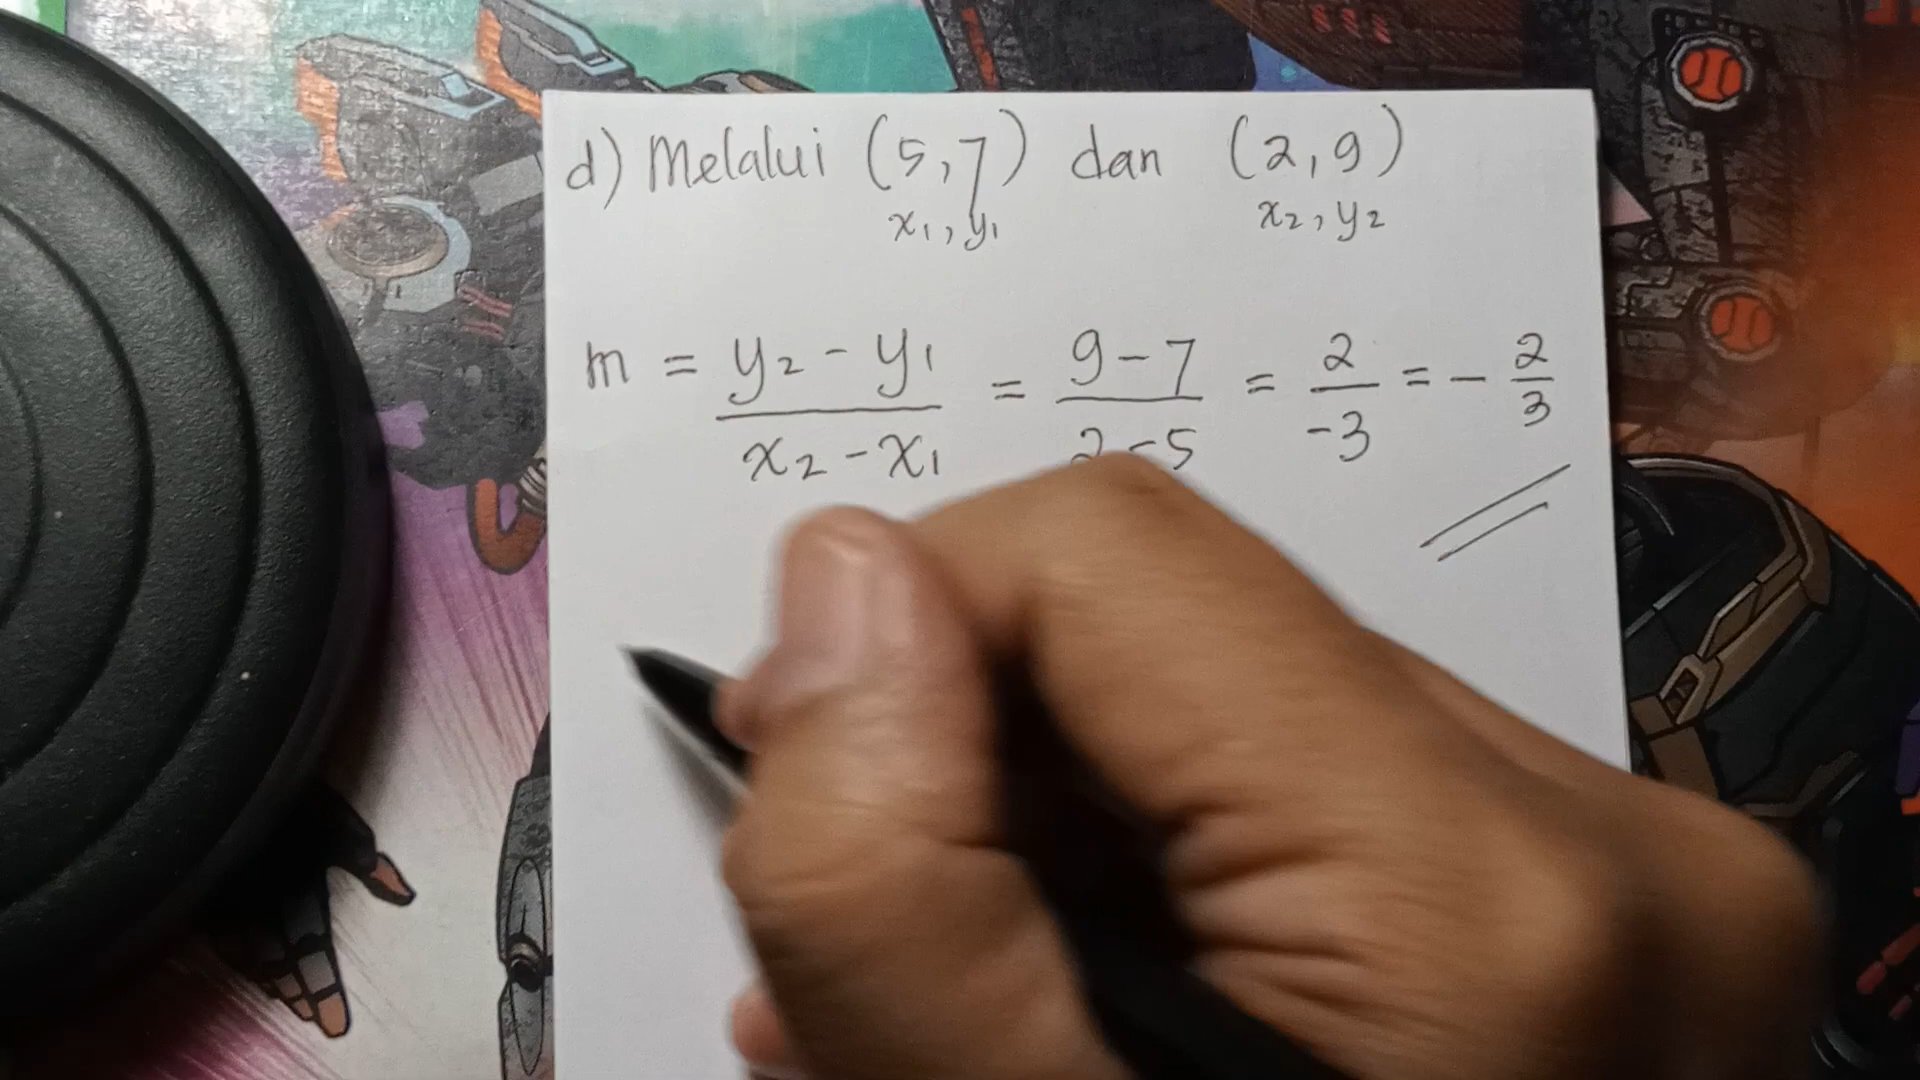 d) Melalui (5,7) dan (2,9)
x₁, y₁ x₂, y₂
m = y₂ - y₁ / x₂ - x₁ = 9 - 7 / 2 - 5 = 2 / -3 = - 2 / 3